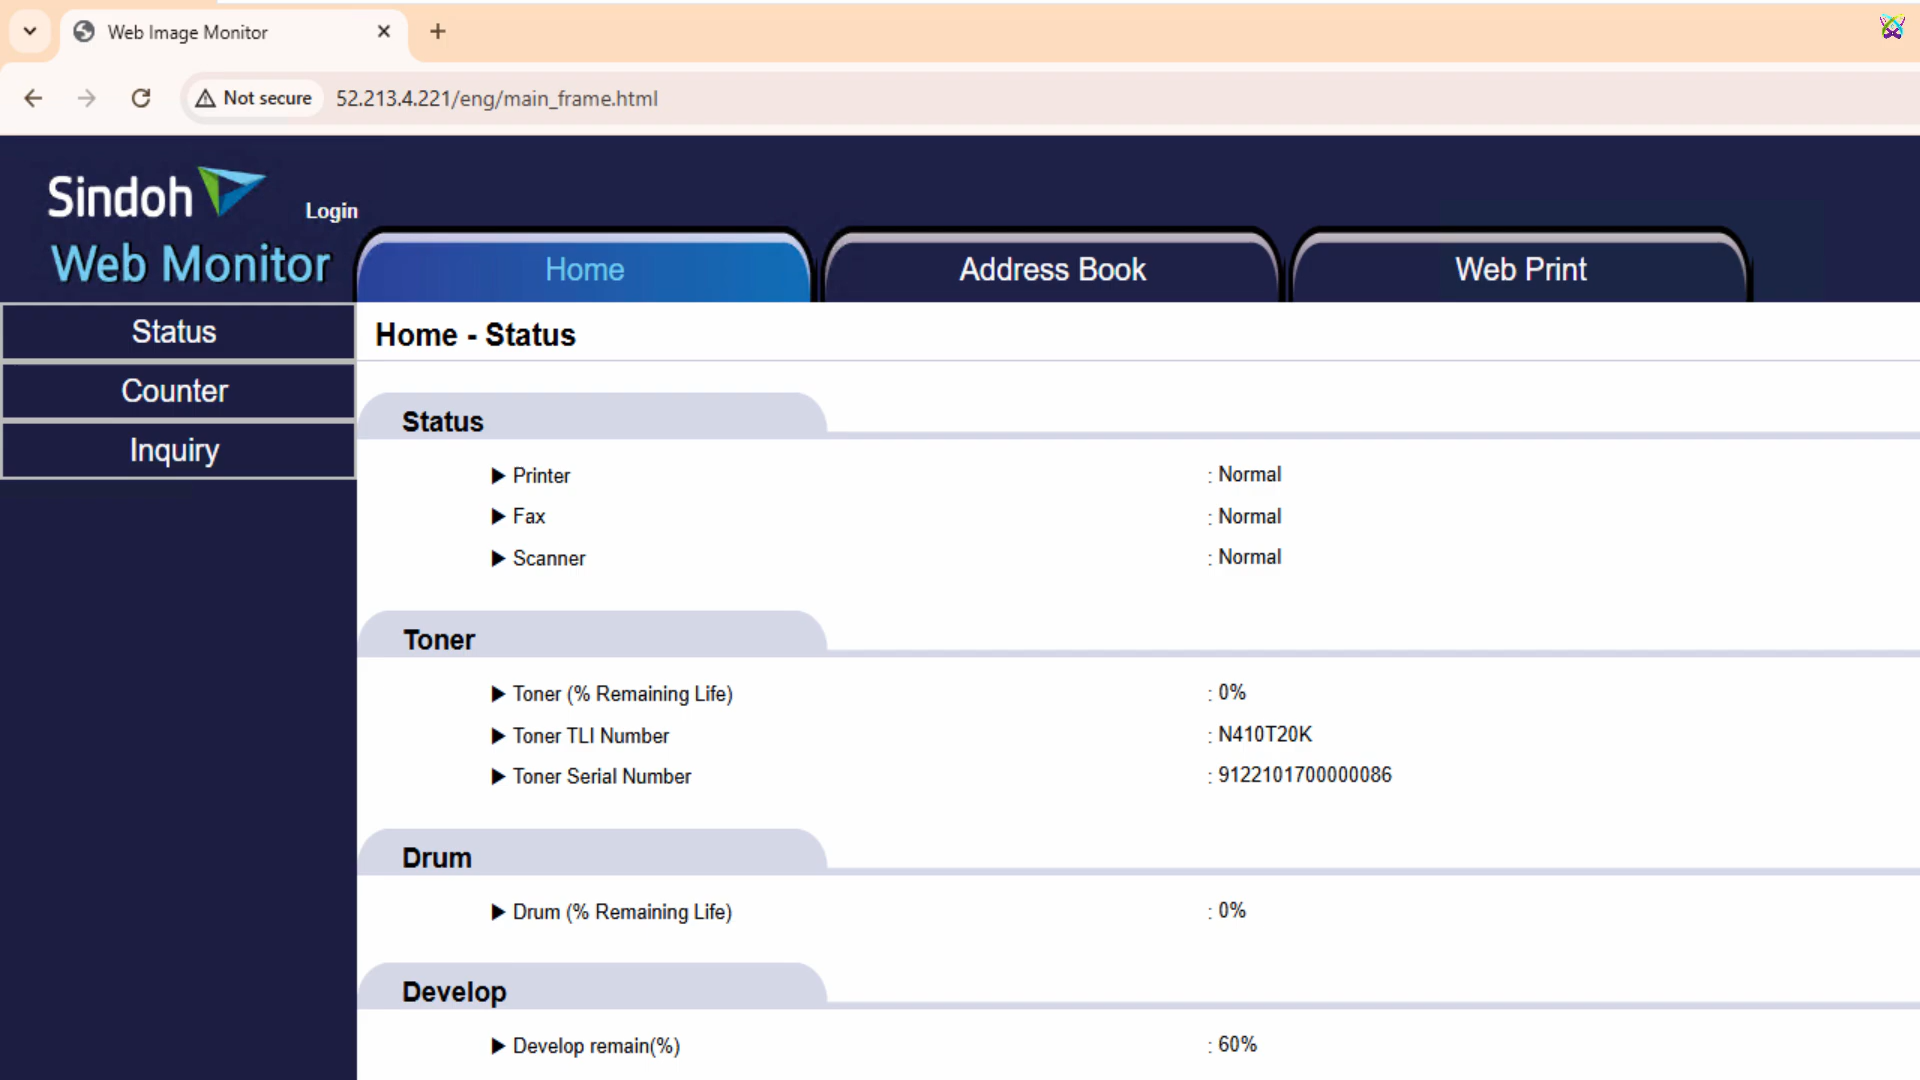 Web Image Monitor
Not secure
52.213.4.221/eng/main_frame.html
Sindoh
Login
Web Monitor
Home
Address Book
Web Print
Status
Counter
Inquiry
Home - Status
Status
Printer : Normal
Fax : Normal
Scanner : Normal
Toner
Toner (% Remaining Life) : 0%
Toner TLI Number : N410T20K
Toner Serial Number : 9122101700000086
Drum
Drum (% Remaining Life) : 0%
Develop
Develop remain(%) : 60%